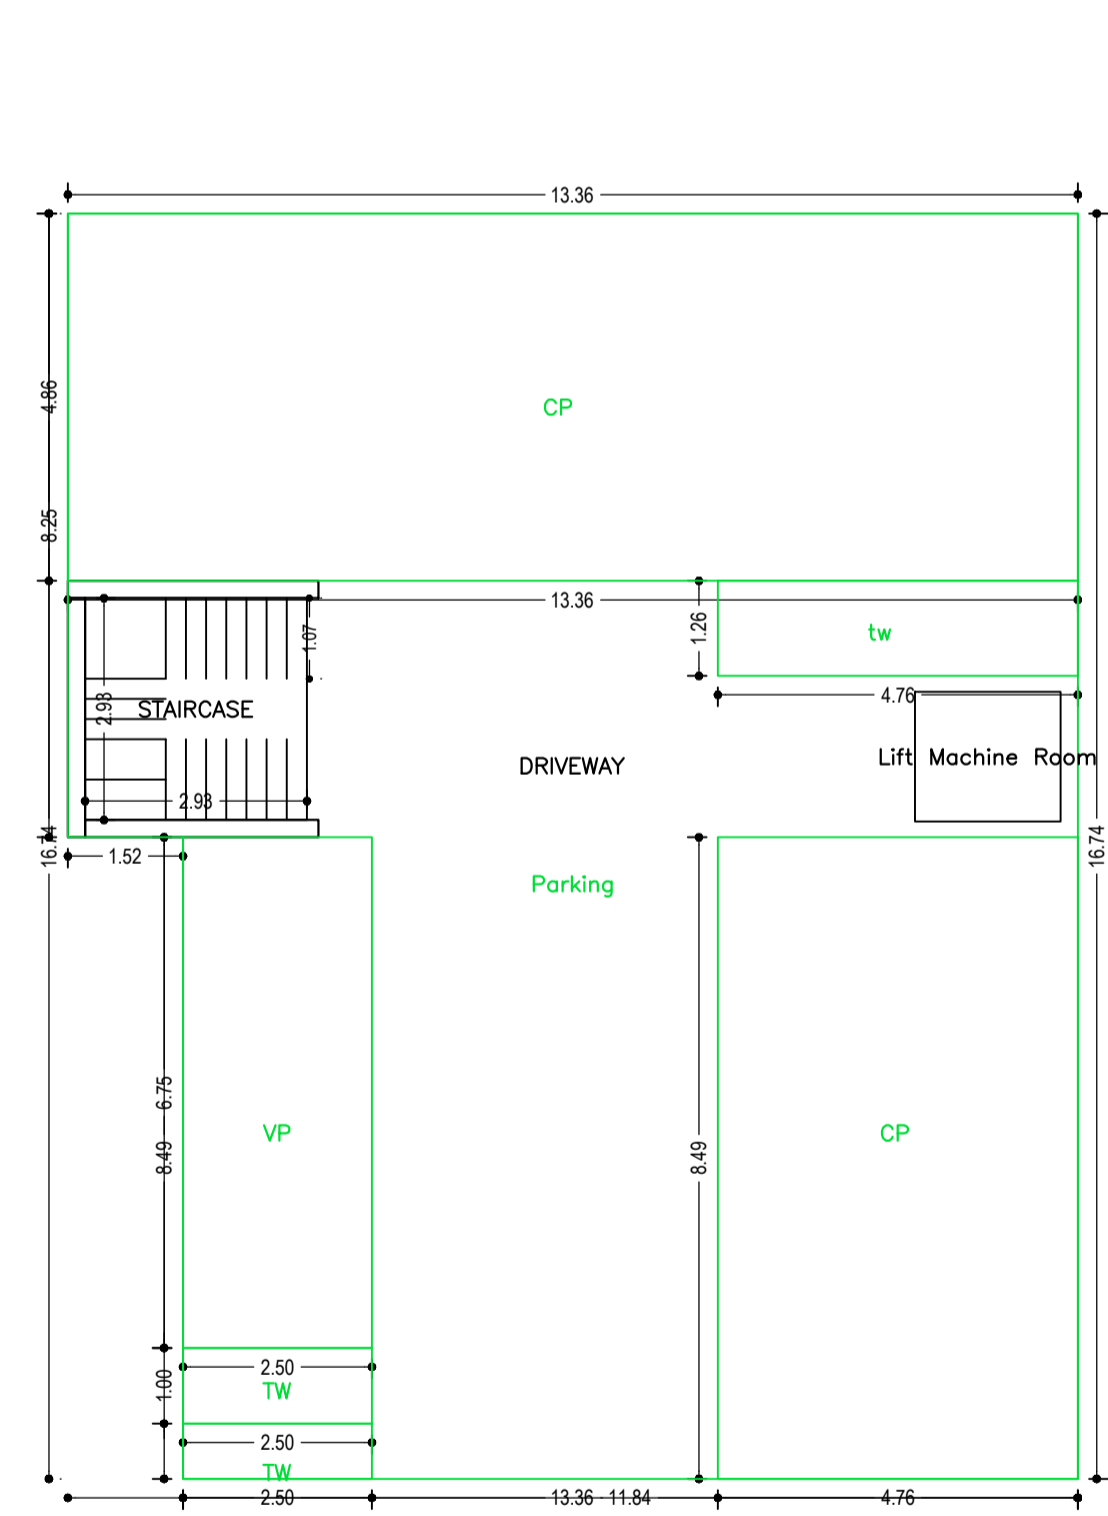 13.36
4.86
CP
8.25
13.36
1.26
tw
1.07
4.76
2.93
STAIRCASE
Lift Machine Room
DRIVEWAY
2.93
16.74
16.74
1.52
Parking
6.75
VP
CP
8.49
8.49
2.50
1.00
TW
2.50
TW
2.50
13.36 11.84
4.76